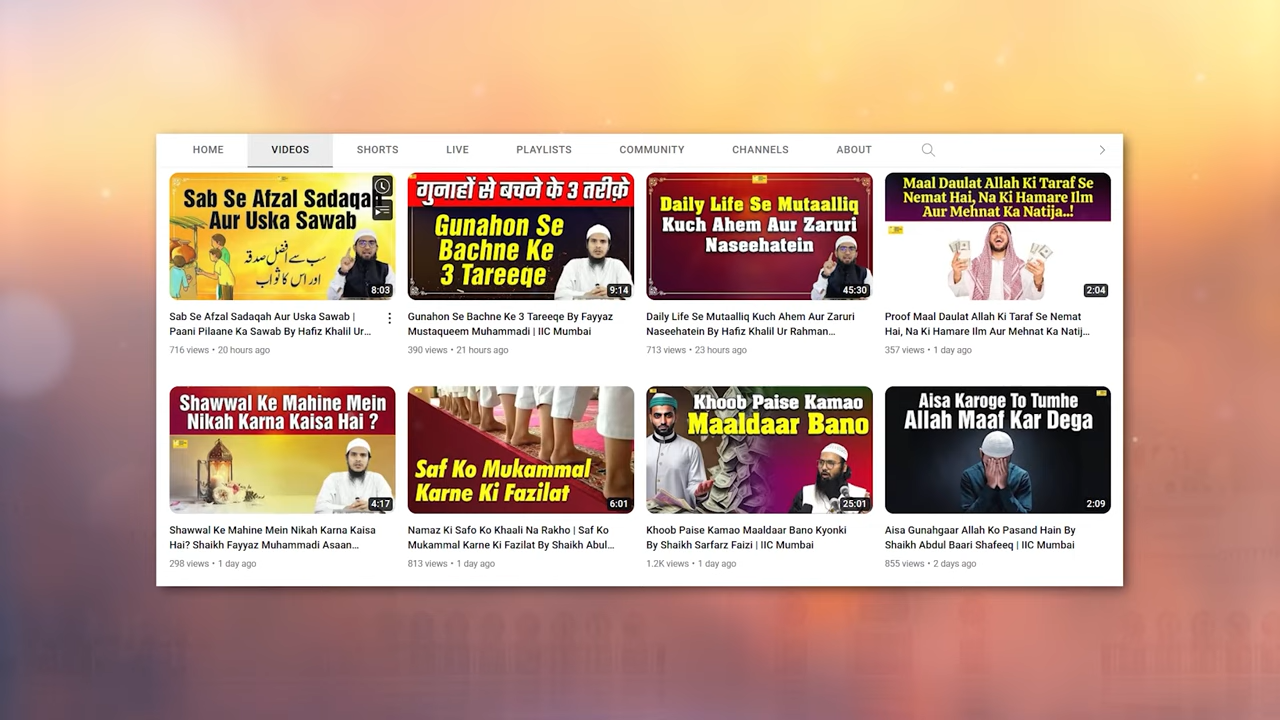 HOME VIDEOS SHORTS LIVE PLAYLISTS COMMUNITY CHANNELS ABOUT
Sab Se Afzal Sadaqah
Aur Uska Sawab
سب سے افضل صدقہ
اور اس کا ثواب
8:03
गुनाहों से बचने के 3 तरीक़े
Gunahon Se
Bachne Ke
3 Tareeqe
9:14
Daily Life Se Mutaalliq
Kuch Ahem Aur Zaruri
Naseehatein
45:30
Maal Daulat Allah Ki Taraf Se
Nemat Hai, Na Ki Hamare Ilm
Aur Mehnat Ka Natija..!
2:04
Sab Se Afzal Sadaqah Aur Uska Sawab |
Paani Pilaane Ka Sawab By Hafiz Khalil Ur...
716 views • 20 hours ago
Gunahon Se Bachne Ke 3 Tareeqe By Fayyaz
Mustaqueem Muhammadi | IIC Mumbai
390 views • 21 hours ago
Daily Life Se Mutaalliq Kuch Ahem Aur Zaruri
Naseehatein By Hafiz Khalil Ur Rahman...
713 views • 23 hours ago
Proof Maal Daulat Allah Ki Taraf Se Nemat
Hai, Na Ki Hamare Ilm Aur Mehnat Ka Natij...
357 views • 1 day ago
Shawwal Ke Mahine Mein
Nikah Karna Kaisa Hai ?
4:17
Saf Ko Mukammal
Karne Ki Fazilat
6:01
Khoob Paise Kamao
Maaldaar Bano
25:01
Aisa Karoge To Tumhe
Allah Maaf Kar Dega
2:09
Shawwal Ke Mahine Mein Nikah Karna Kaisa
Hai? Shaikh Fayyaz Muhammadi Asaan...
298 views • 1 day ago
Namaz Ki Safo Ko Khaali Na Rakho | Saf Ko
Mukammal Karne Ki Fazilat By Shaikh Abul...
813 views • 1 day ago
Khoob Paise Kamao Maaldaar Bano Kyonki
By Shaikh Sarfarz Faizi | IIC Mumbai
1.2K views • 1 day ago
Aisa Gunahgaar Allah Ko Pasand Hain By
Shaikh Abdul Baari Shafeeq | IIC Mumbai
855 views • 2 days ago